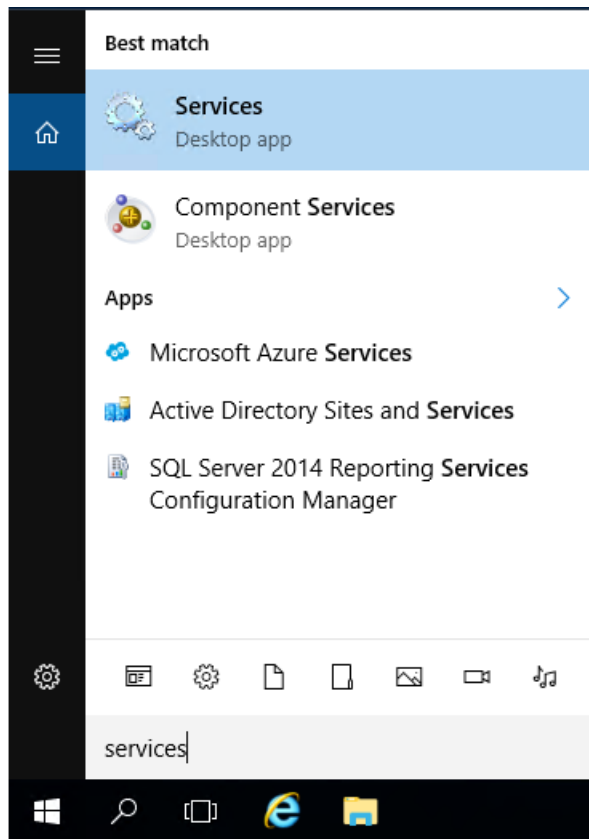 Best match
Services
Desktop app
Component Services
Desktop app
Apps
Microsoft Azure Services
Active Directory Sites and Services
SQL Server 2014 Reporting Services
Configuration Manager
services